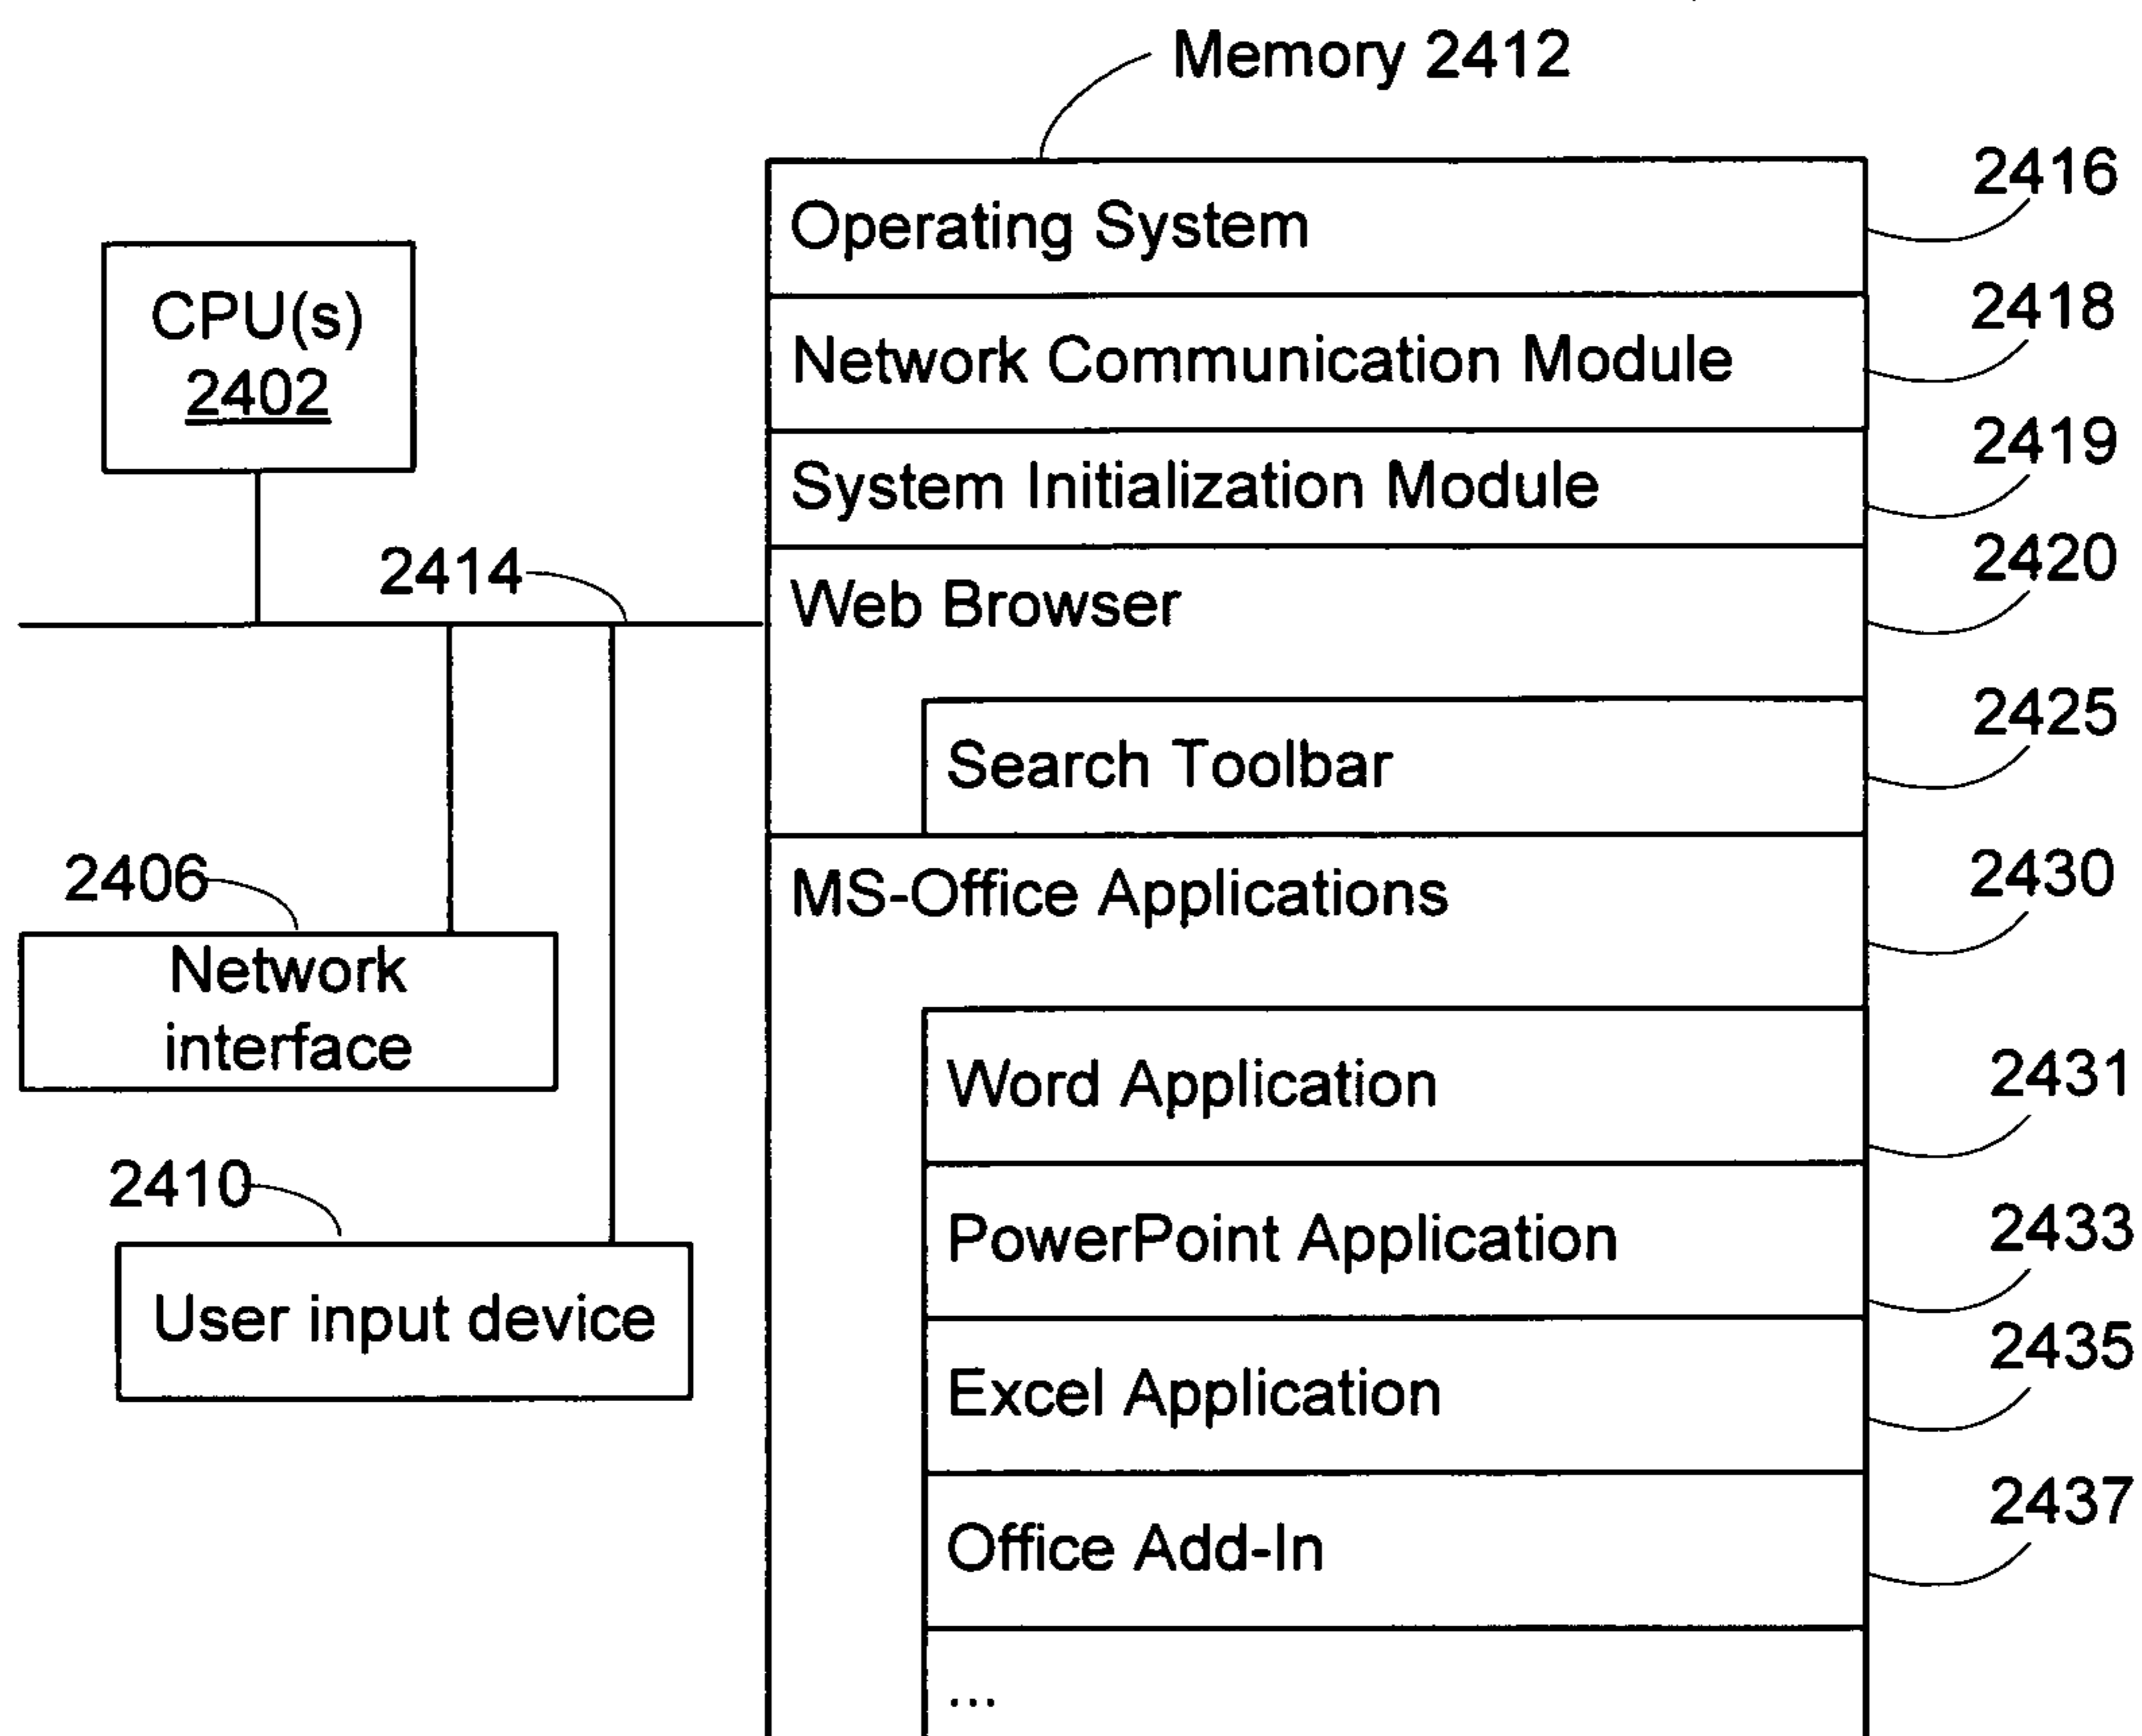 Memory 2412
Operating System
2416
CPU(s)
2402
Network Communication Module
2418
System Initialization Module
2419
2414
Web Browser
2420
Search Toolbar
2425
2406
Network
interface
MS-Office Applications
2430
Word Application
2431
2410
User input device
PowerPoint Application
2433
Excel Application
2435
Office Add-In
2437
...